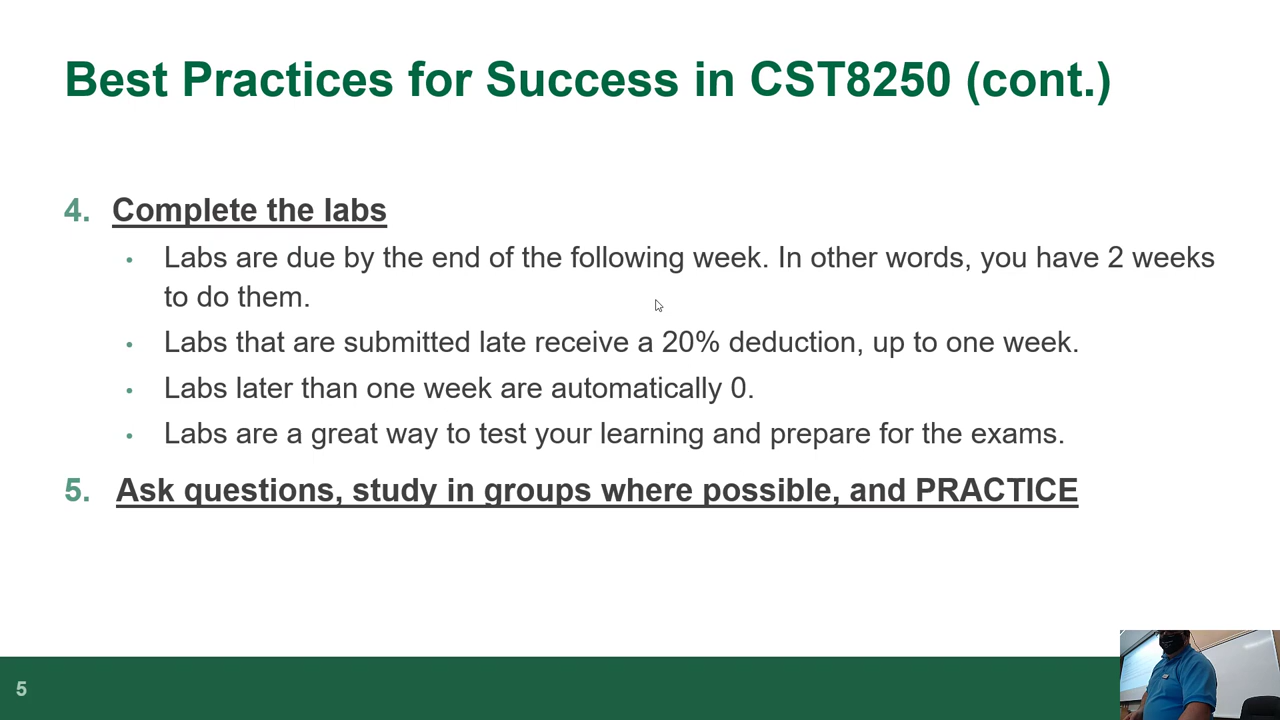 Best Practices for Success in CST8250 (cont.)
4. Complete the labs
• Labs are due by the end of the following week. In other words, you have 2 weeks
to do them.
• Labs that are submitted late receive a 20% deduction, up to one week.
• Labs later than one week are automatically 0.
• Labs are a great way to test your learning and prepare for the exams.
5. Ask questions, study in groups where possible, and PRACTICE
5